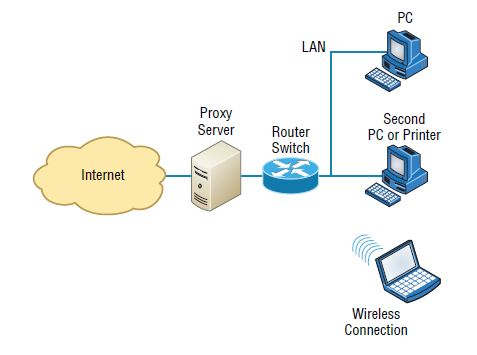 PC
LAN
Proxy
Server
Router
Switch
Second
PC or Printer
Internet
Wireless
Connection